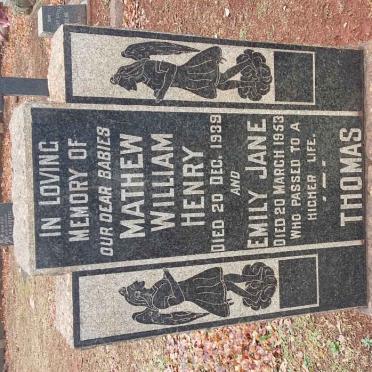 IN LOVING
MEMORY OF
OUR DEAR BABIES
MATHEW
WILLIAM
HENRY
DIED 20 DEC. 1939
AND
EMILY JANE
DIED 20 MARCH 1953
WHO PASSED TO A
HIGHER LIFE.
THOMAS